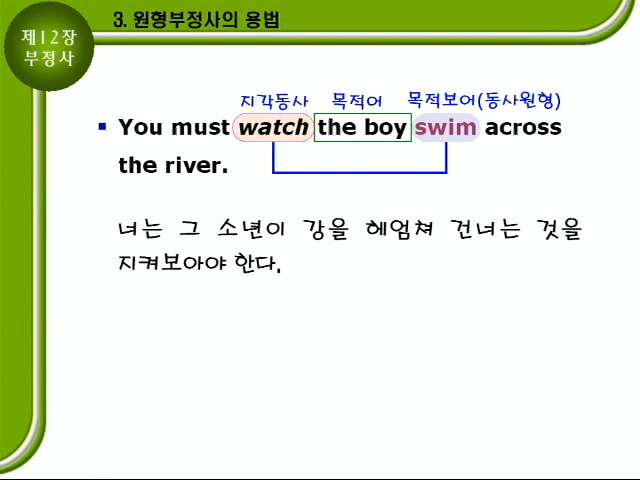 3. 원형부정사의 용법
제12장
부정사
지각동사 목적어 목적보어(동사원형)
You must watch the boy swim across
the river.
너는 그 소년이 강을 헤엄쳐 건너는 것을
지켜보아야 한다.